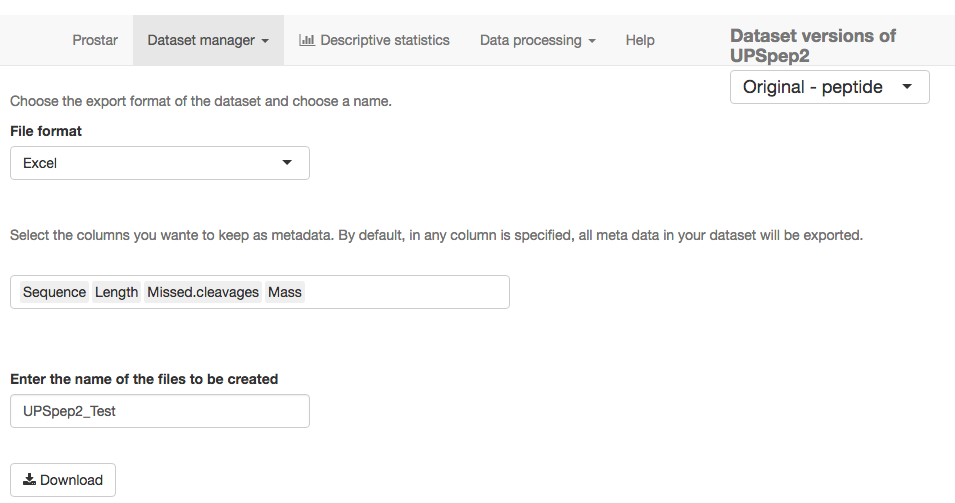 Prostar Dataset manager Descriptive statistics Data processing Help
Dataset versions of
UPSpep2
Original - peptide
Choose the export format of the dataset and choose a name.
File format
Excel
Select the columns you wante to keep as metadata. By default, in any column is specified, all meta data in your dataset will be exported.
Sequence Length Missed.cleavages Mass
Enter the name of the files to be created
UPSpep2_Test
Download